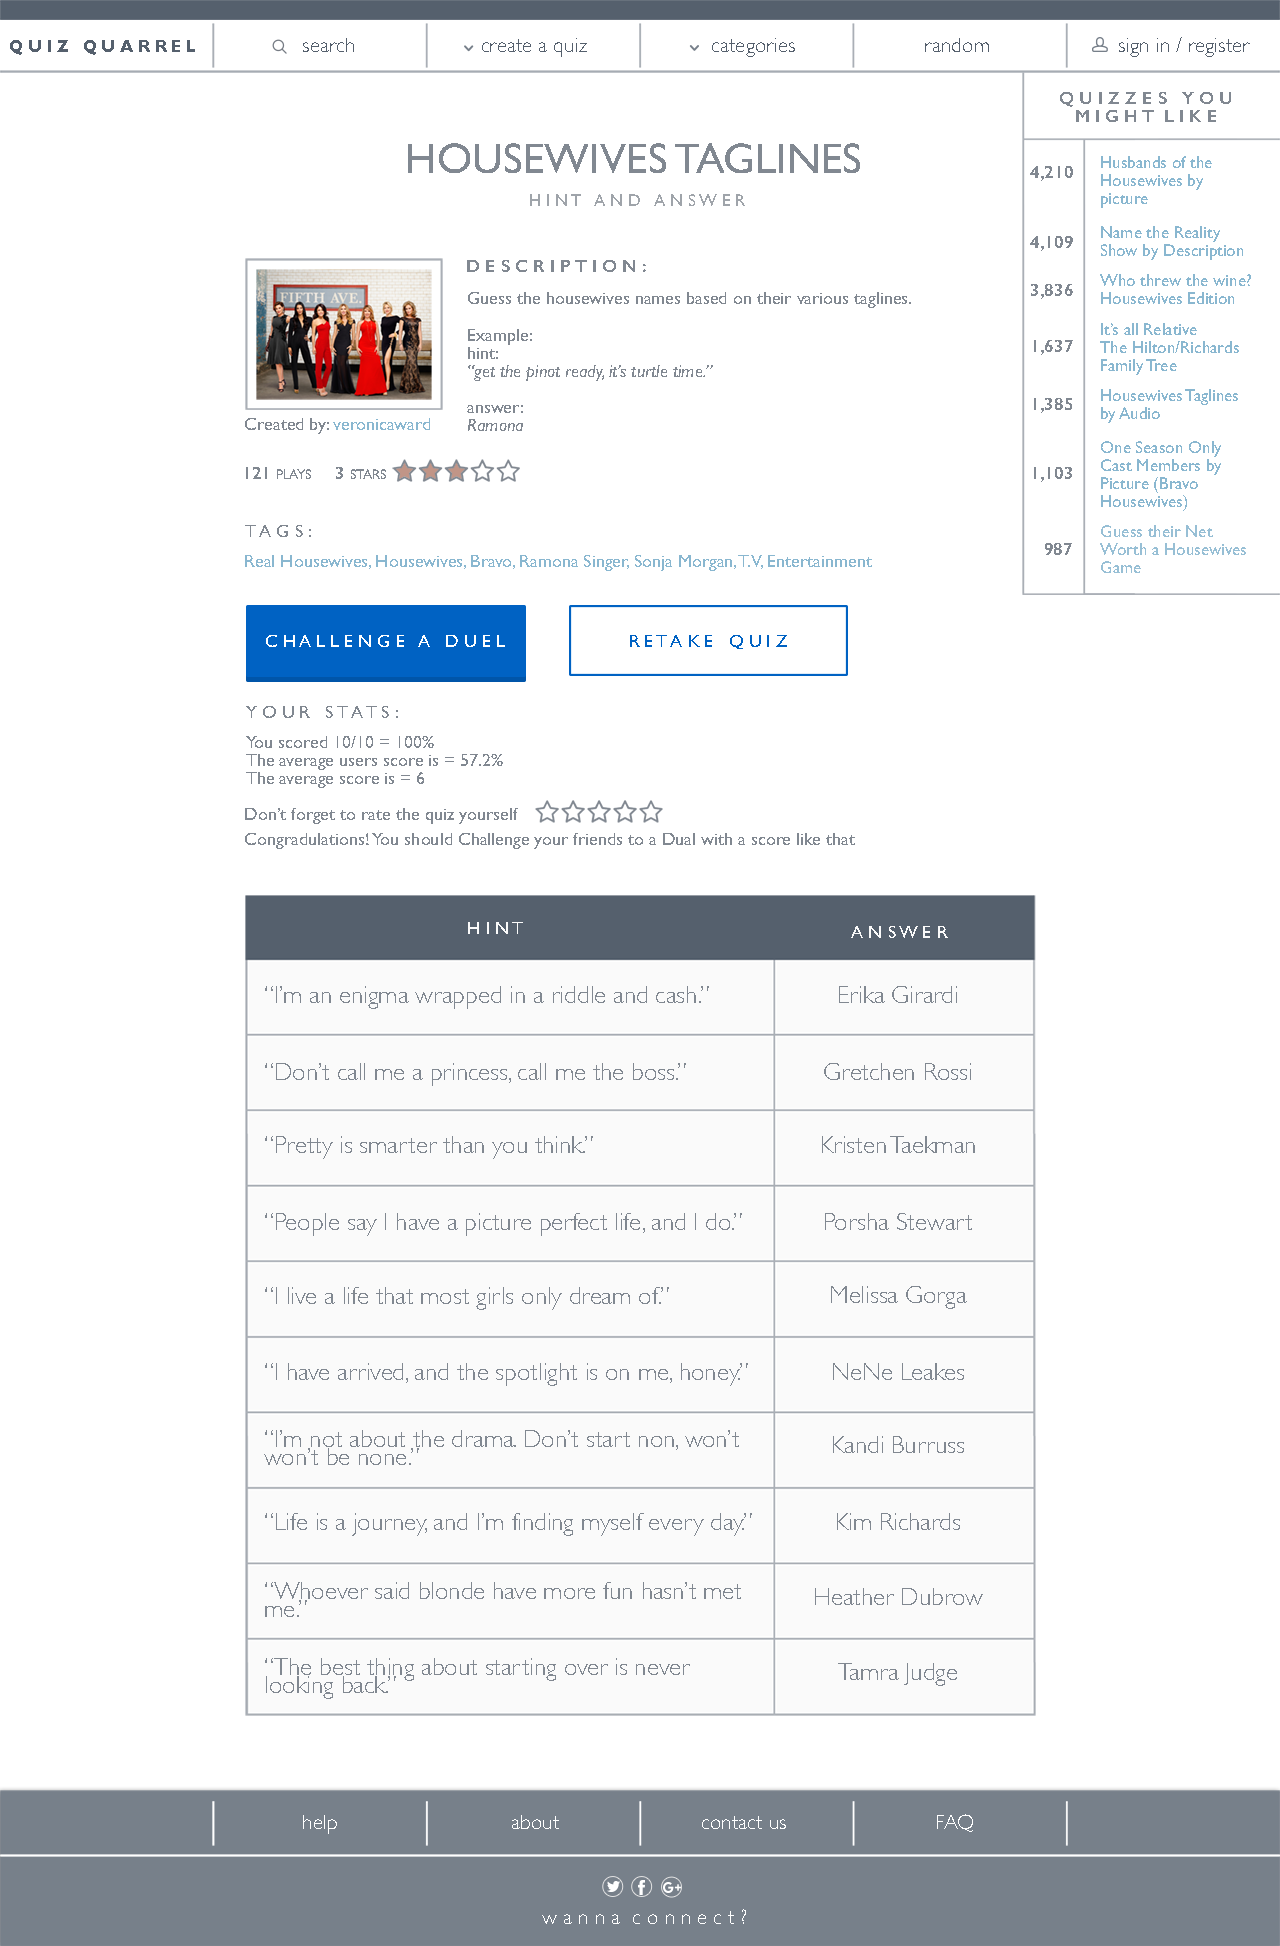 QUIZ QUARREL
search
create a quiz
categories
random
sign in / register
QUIZZES YOU
MIGHT LIKE
4,210
Husbands of the
Housewives by
picture
4,109
Name the Reality
Show by Description
3,836
Who threw the wine?
Housewives Edition
1,637
It's all Relative
The Hilton/Richards
Family Tree
1,385
Housewives Taglines
by Audio
1,103
One Season Only
Cast Members by
Picture (Bravo
Housewives)
987
Guess their Net
Worth a Housewives
Game
HOUSEWIVES TAGLINES
HINT AND ANSWER
FIFTH AVE.
Created by: veronicaward
DESCRIPTION:
Guess the housewives names based on their various taglines.
Example:
hint:
“get the pinot ready, it’s turtle time.”
answer:
Ramona
121 PLAYS 3 STARS
TAGS:
Real Housewives, Housewives, Bravo, Ramona Singer, Sonja Morgan, T.V, Entertainment
CHALLENGE A DUEL
RETAKE QUIZ
YOUR STATS:
You scored 10/10 = 100%
The average users score is = 57.2%
The average score is = 6
Don’t forget to rate the quiz yourself
Congradulations! You should Challenge your friends to a Dual with a score like that
HINT
ANSWER
“I’m an enigma wrapped in a riddle and cash.”
Erika Girardi
“Don’t call me a princess, call me the boss.”
Gretchen Rossi
“Pretty is smarter than you think.”
Kristen Taekman
“People say I have a picture perfect life, and I do.”
Porsha Stewart
“I live a life that most girls only dream of.”
Melissa Gorga
“I have arrived, and the spotlight is on me, honey.”
NeNe Leakes
“I’m not about the drama. Don’t start non, won’t
won’t be none.”
Kandi Burruss
“Life is a journey, and I’m finding myself every day.”
Kim Richards
“Whoever said blonde have more fun hasn’t met
me.”
Heather Dubrow
“The best thing about starting over is never
looking back.”
Tamra Judge
help
about
contact us
FAQ
wanna connect?